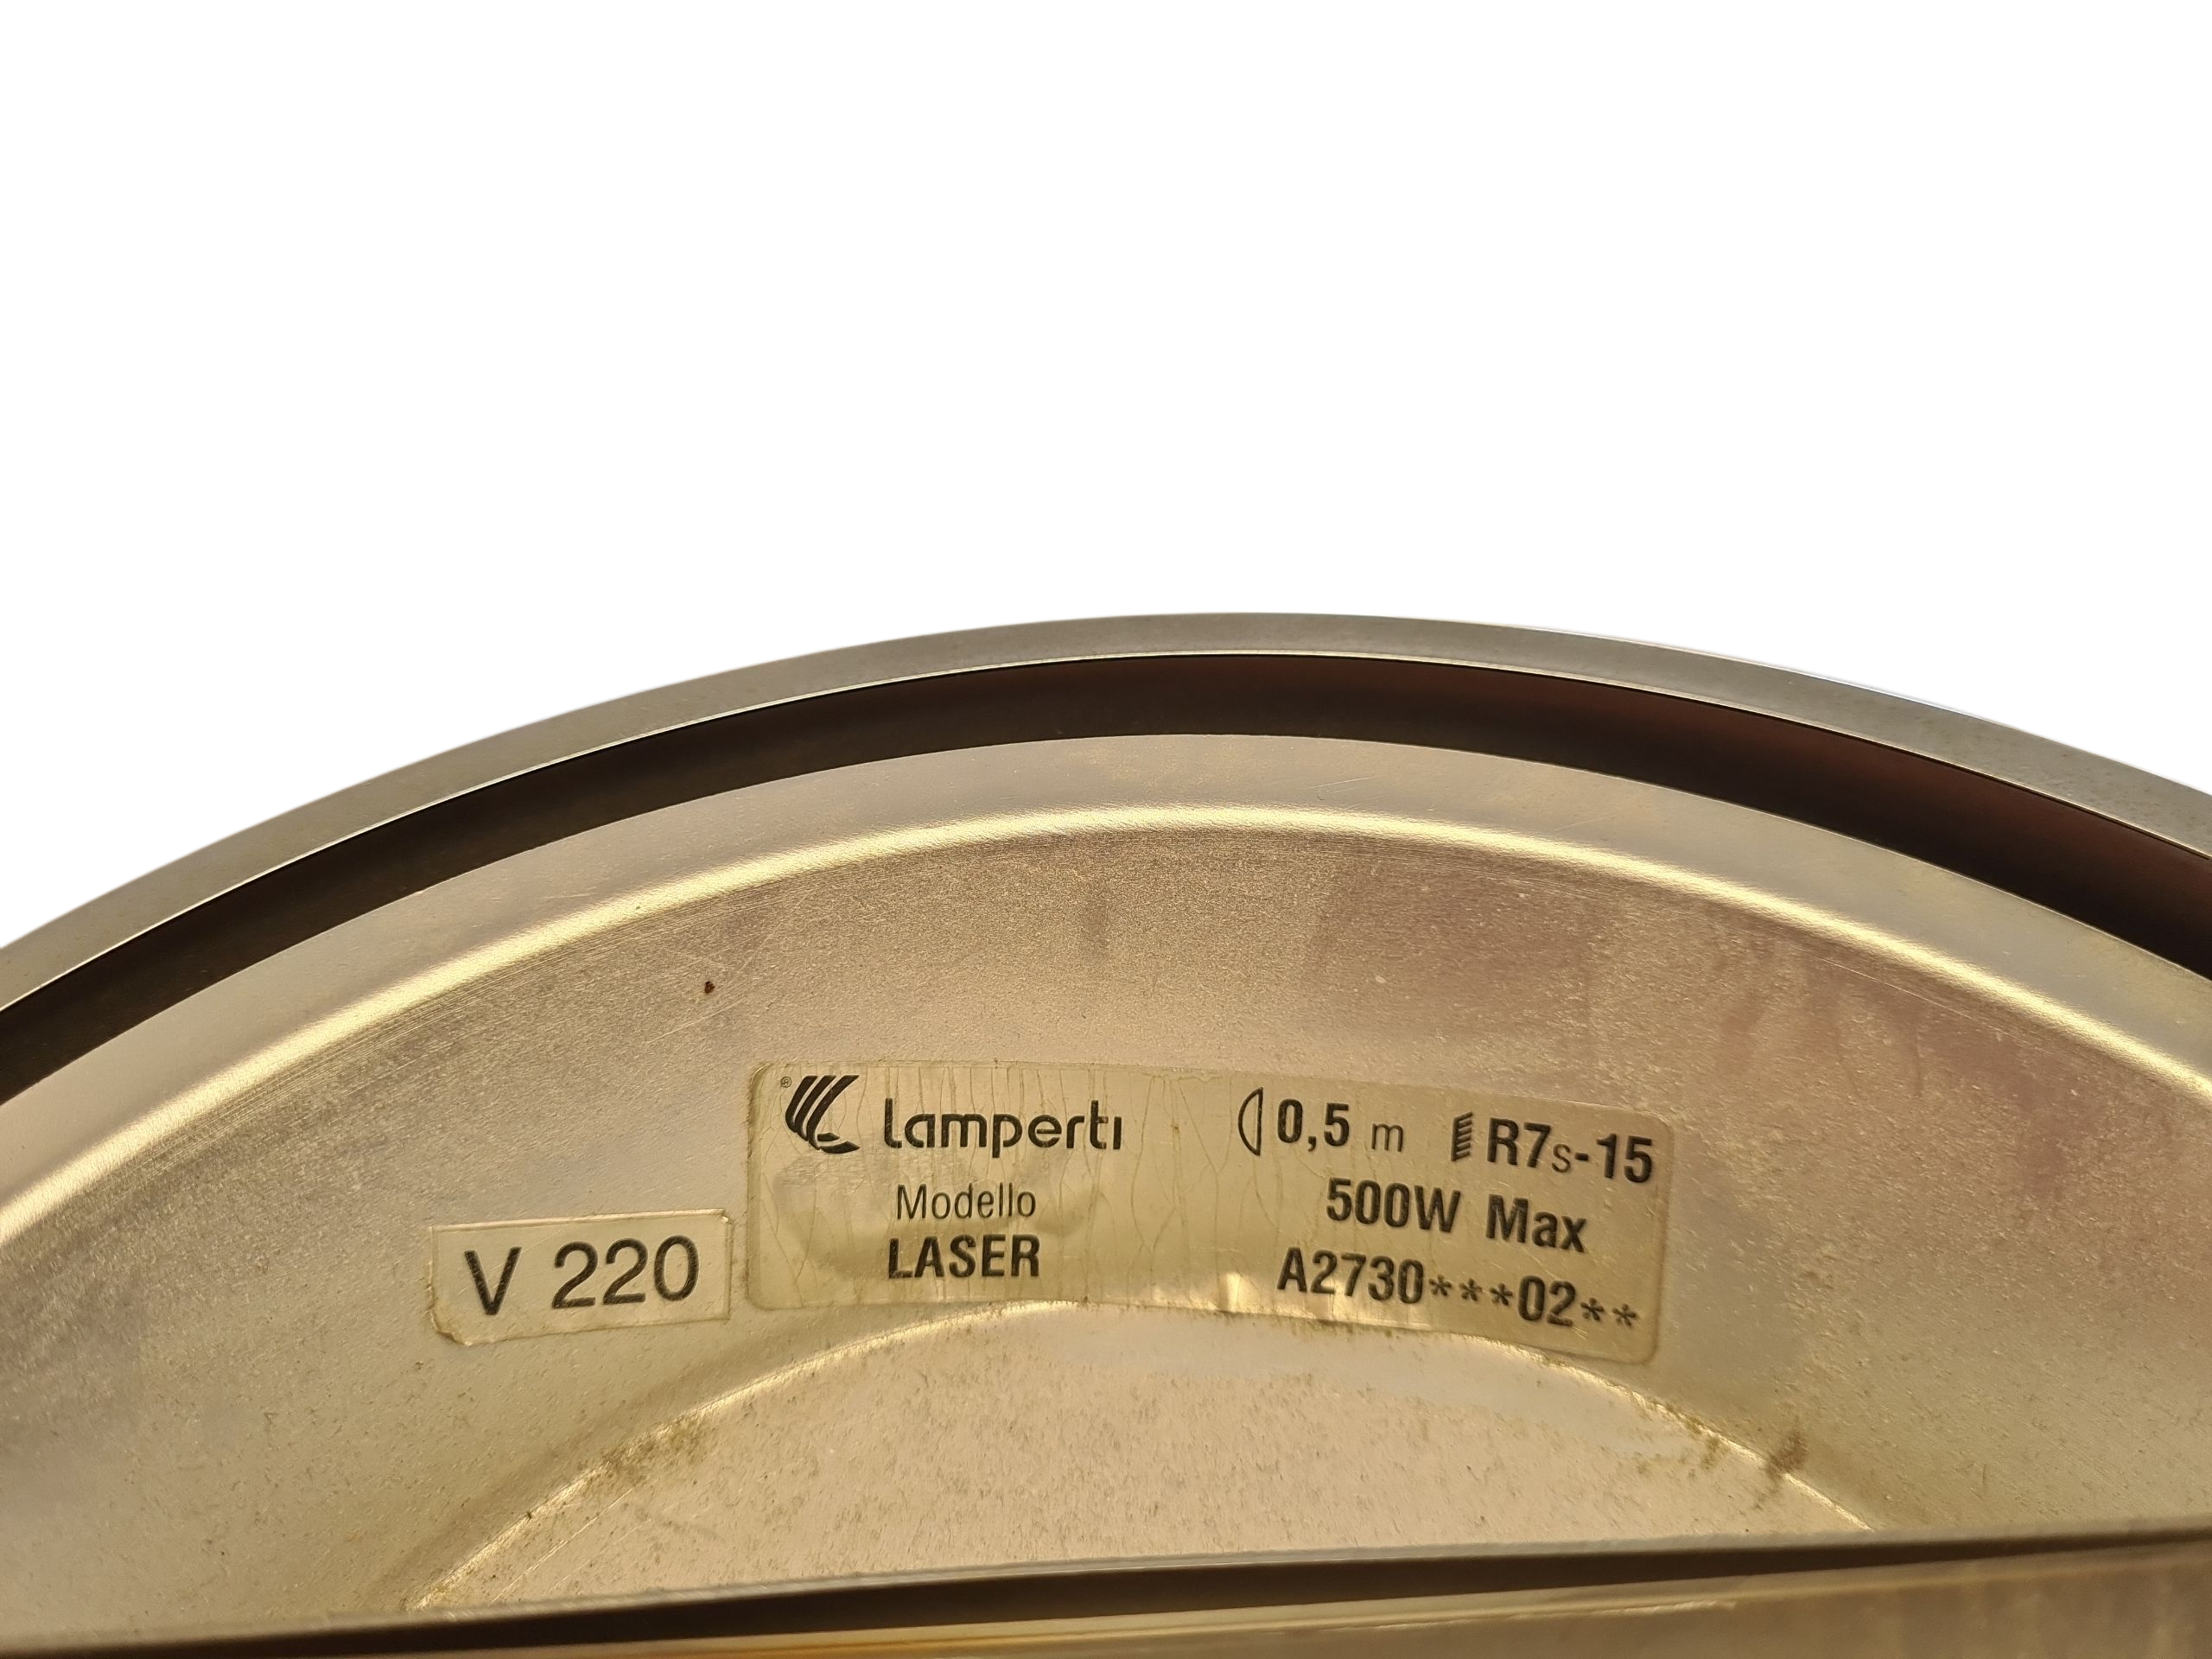 ® Lamperti
Modello
LASER
0,5 m R7s-15
500W Max
A2730***02**
V 220